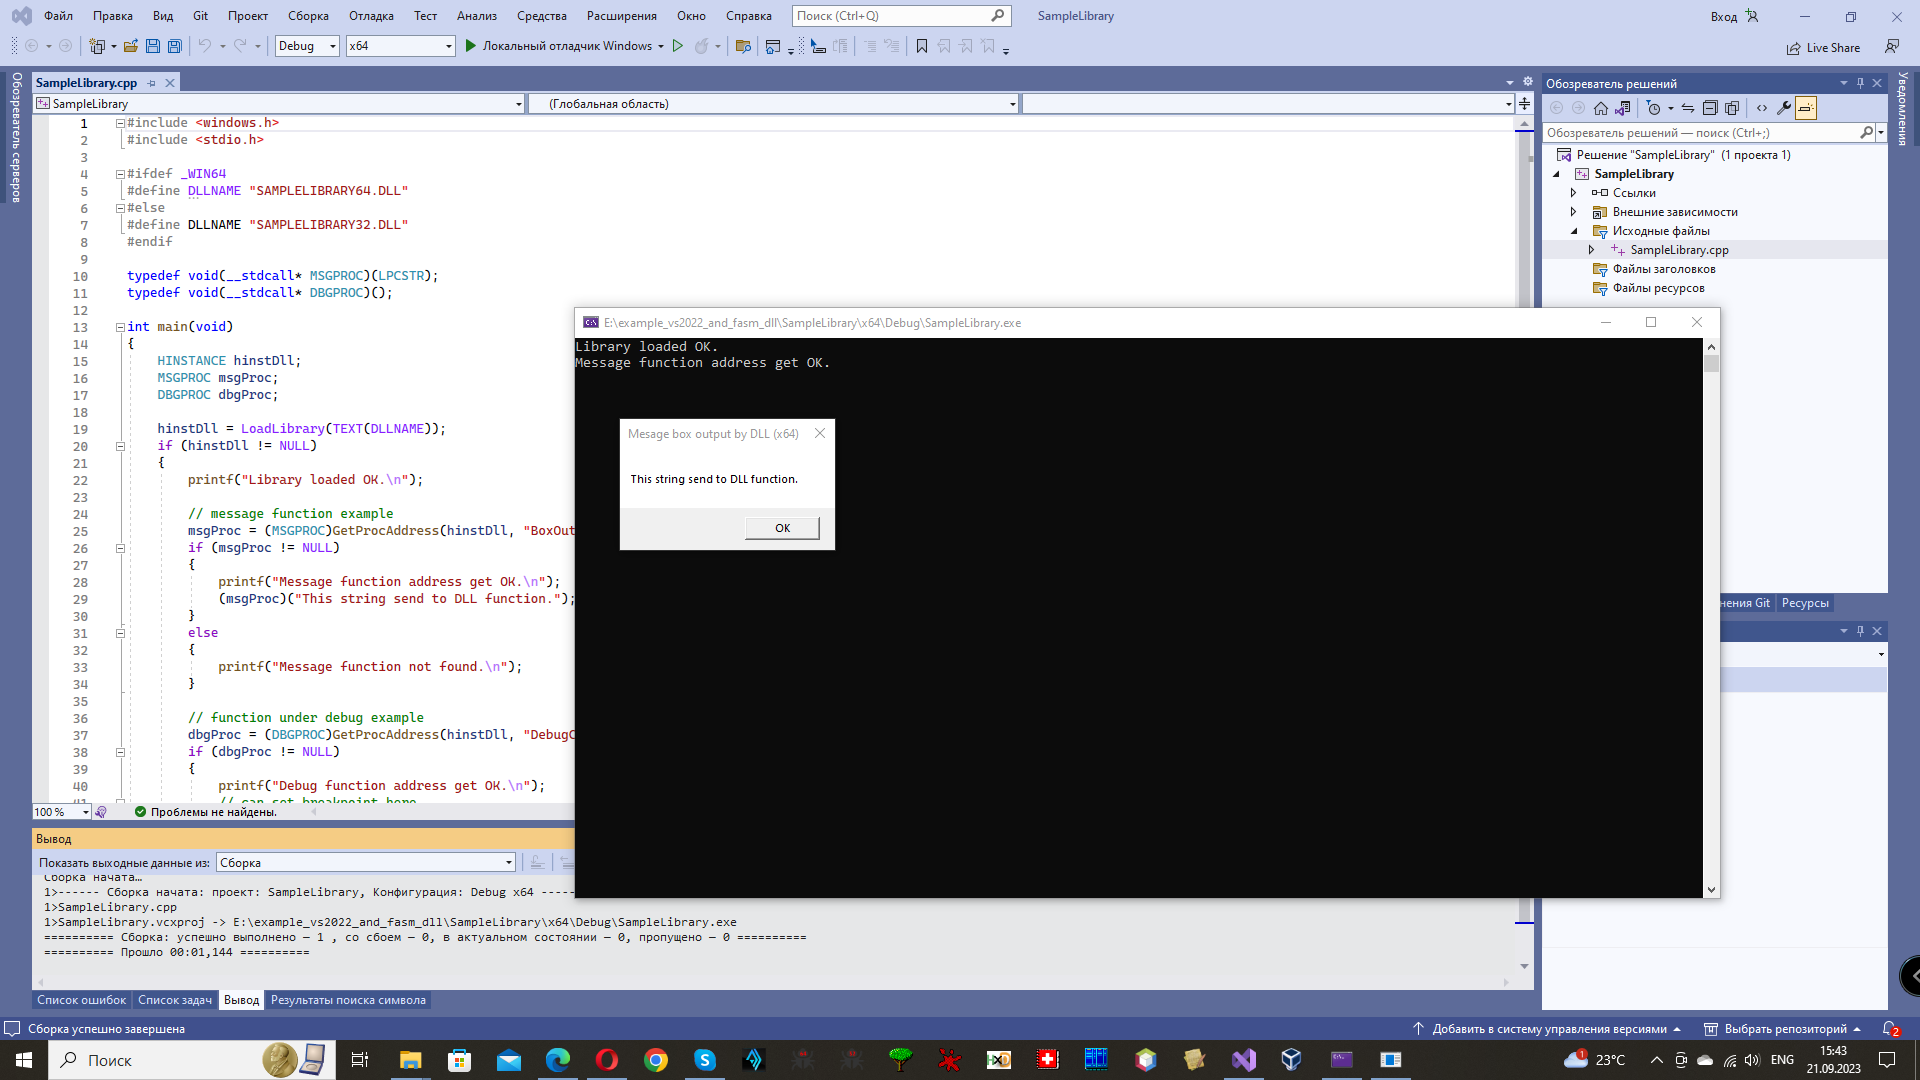 Файл Правка Вид Git Проект Сборка Отладка Тест Анализ Средства Расширения Окно Справка Поиск (Ctrl+Q) SampleLibrary Вход
Debug x64 Локальный отладчик Windows Live Share
Обозреватель серверов
SampleLibrary.cpp
SampleLibrary (Глобальная область)
1 #include <windows.h>
2 #include <stdio.h>
3
4 #ifdef _WIN64
5 #define DLLNAME "SAMPLELIBRARY64.DLL"
6 #else
7 #define DLLNAME "SAMPLELIBRARY32.DLL"
8 #endif
9
10 typedef void(__stdcall* MSGPROC)(LPCSTR);
11 typedef void(__stdcall* DBGPROC)();
12
13 int main(void)
14 {
15 HINSTANCE hinstDll;
16 MSGPROC msgProc;
17 DBGPROC dbgProc;
18
19 hinstDll = LoadLibrary(TEXT(DLLNAME));
20 if (hinstDll != NULL)
21 {
22 printf("Library loaded OK.\n");
23
24 // message function example
25 msgProc = (MSGPROC)GetProcAddress(hinstDll, "BoxOut
26 if (msgProc != NULL)
27 {
28 printf("Message function address get OK.\n");
29 (msgProc)("This string send to DLL function.");
30 }
31 else
32 {
33 printf("Message function not found.\n");
34 }
35
36 // function under debug example
37 dbgProc = (DBGPROC)GetProcAddress(hinstDll, "DebugC
38 if (dbgProc != NULL)
39 {
40 printf("Debug function address get OK.\n");
41 // can set breakpoint here
100 % Проблемы не найдены.
E:\example_vs2022_and_fasm_dll\SampleLibrary\x64\Debug\SampleLibrary.exe
Library loaded OK.
Message function address get OK.
Mesage box output by DLL (x64)
This string send to DLL function.
OK
Обозреватель решений
Обозреватель решений — поиск (Ctrl+;)
Решение "SampleLibrary" (1 проекта 1)
SampleLibrary
Ссылки
Внешние зависимости
Исходные файлы
SampleLibrary.cpp
Файлы заголовков
Файлы ресурсов
нения Git Ресурсы
Уведомления
Вывод
Показать выходные данные из: Сборка
Сборка начата…
1>------ Сборка начата: проект: SampleLibrary, Конфигурация: Debug x64 -----
1>SampleLibrary.cpp
1>SampleLibrary.vcxproj -> E:\example_vs2022_and_fasm_dll\SampleLibrary\x64\Debug\SampleLibrary.exe
========== Сборка: успешно выполнено — 1 , со сбоем — 0, в актуальном состоянии — 0, пропущено — 0 ==========
========== Прошло 00:01,144 ==========
Список ошибок Список задач Вывод Результаты поиска символа
Сборка успешно завершена Добавить в систему управления версиями Выбрать репозиторий 2
Поиск 1 23°C ENG 15:43
21.09.2023